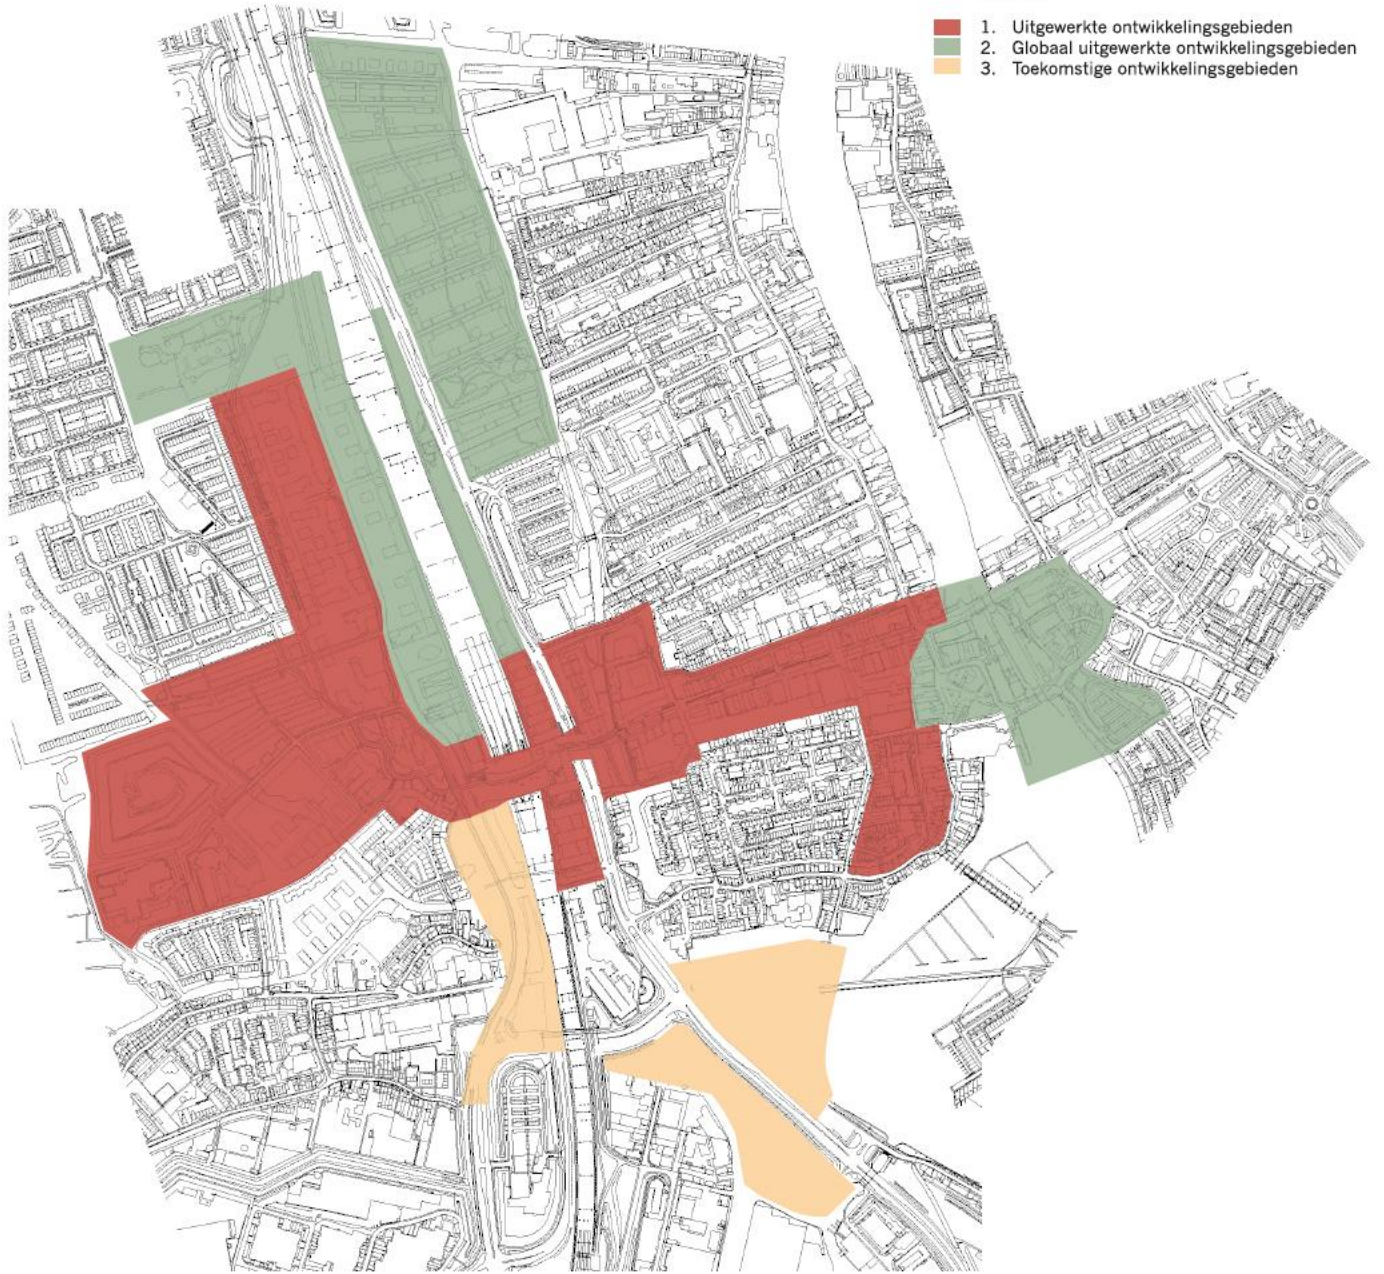 1. Uitgewerkte ontwikkelingsgebieden
2. Globaal uitgewerkte ontwikkelingsgebieden
3. Toekomstige ontwikkelingsgebieden